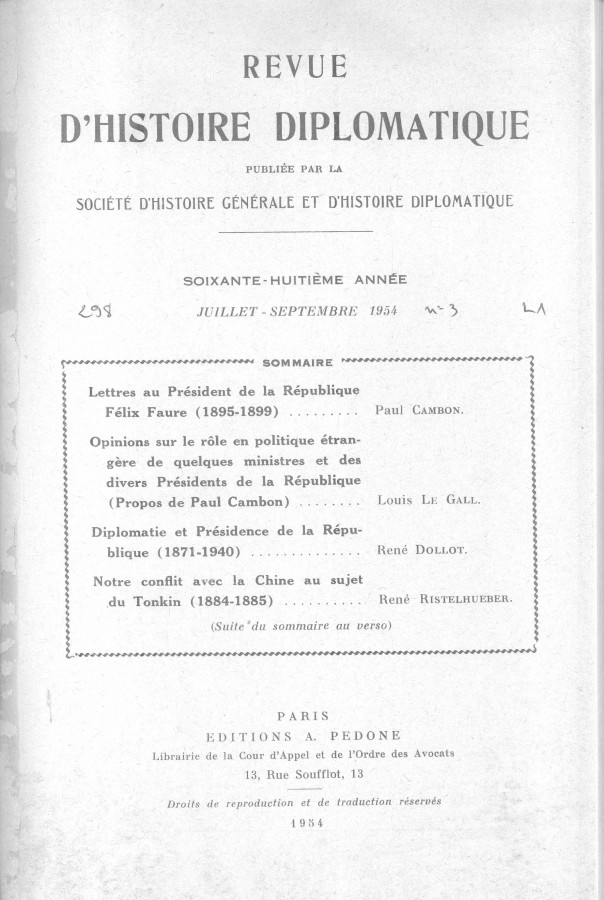 REVUE
D'HISTOIRE DIPLOMATIQUE
PUBLIÉE PAR LA
SOCIÉTÉ D'HISTOIRE GÉNÉRALE ET D'HISTOIRE DIPLOMATIQUE
SOIXANTE-HUITIÈME ANNÉE
298 JUILLET - SEPTEMBRE 1954 n° 3 L1
SOMMAIRE
Lettres au Président de la République
Félix Faure (1895-1899) ......... Paul CAMBON.
Opinions sur le rôle en politique étran-
gère de quelques ministres et des
divers Présidents de la République
(Propos de Paul Cambon) ........ Louis LE GALL.
Diplomatie et Présidence de la Répu-
blique (1871-1940) .............. René DOLLOT.
Notre conflit avec la Chine au sujet
du Tonkin (1884-1885) .......... René RISTELHUEBER.
(Suite du sommaire au verso)
PARIS
EDITIONS A. PEDONE
Librairie de la Cour d'Appel et de l'Ordre des Avocats
13, Rue Soufflot, 13
Droits de reproduction et de traduction réservés
1954